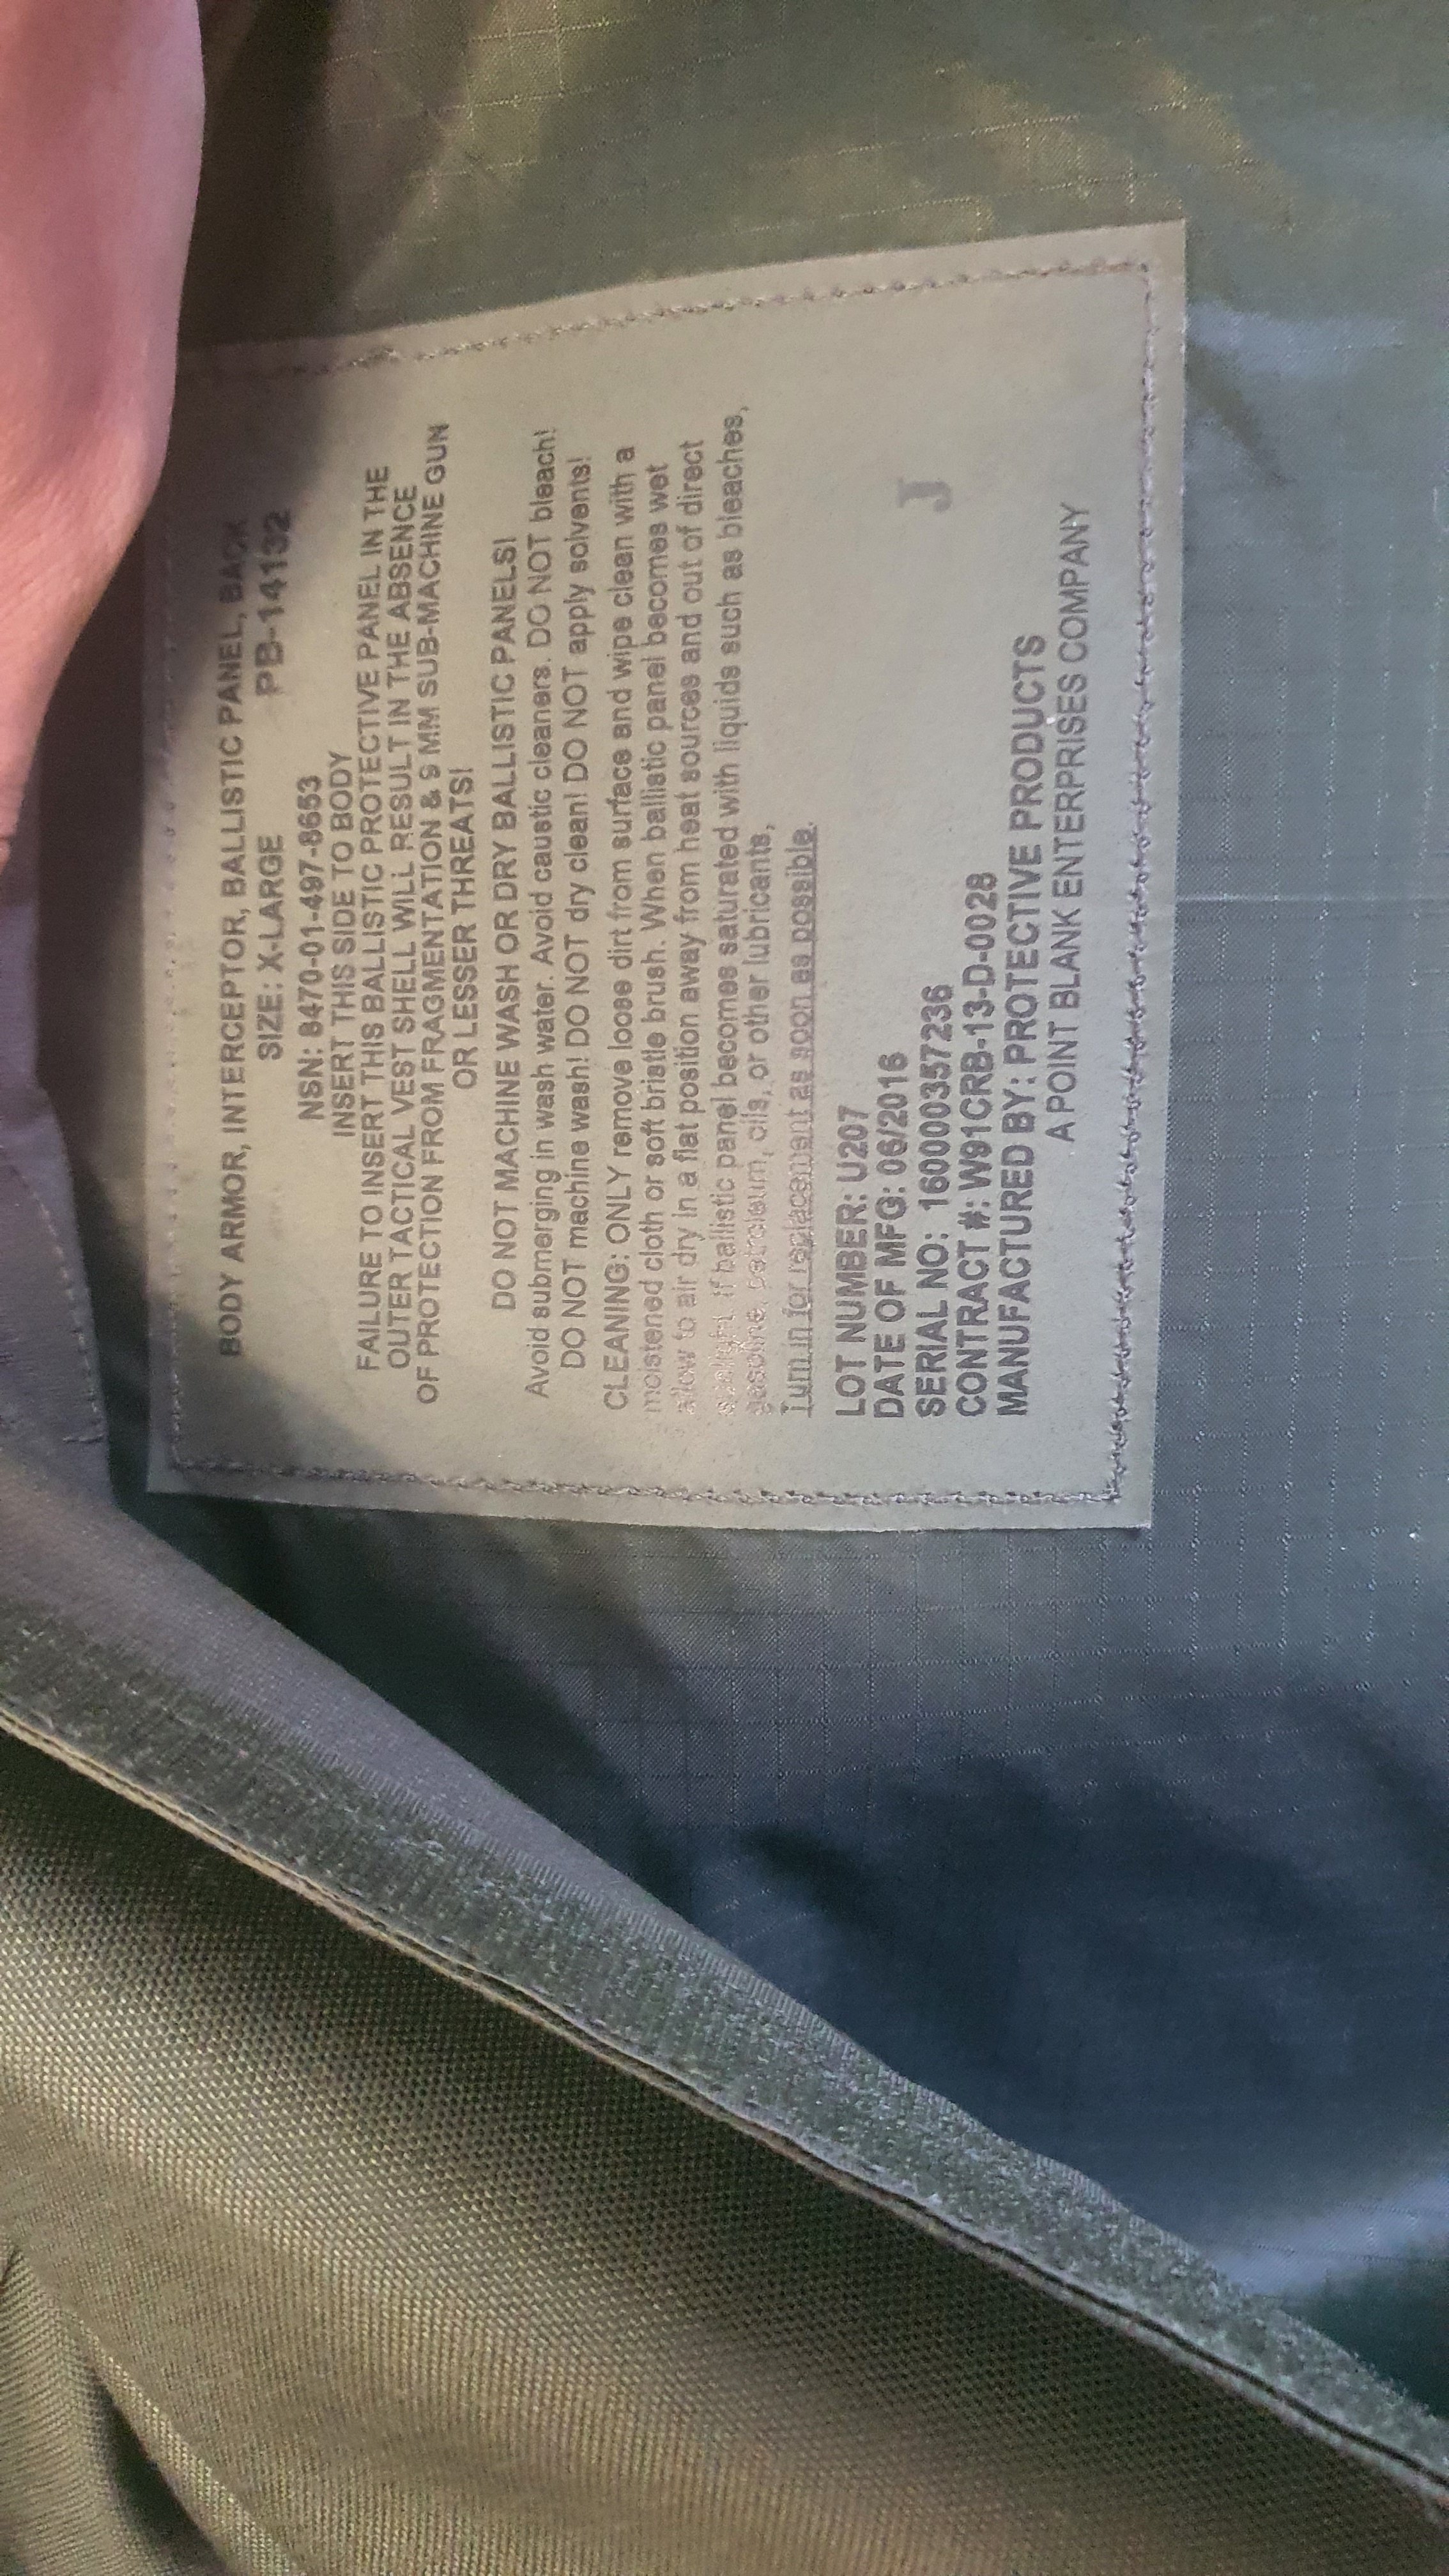 BODY ARMOR, INTERCEPTOR, BALLISTIC PANEL, BACK
SIZE: X-LARGE PB-14132
NSN: 8470-01-497-8653
INSERT THIS SIDE TO BODY
FAILURE TO INSERT THIS BALLISTIC PROTECTIVE PANEL IN THE
OUTER TACTICAL VEST SHELL WILL RESULT IN THE ABSENCE
OF PROTECTION FROM FRAGMENTATION & 9 MM SUB-MACHINE GUN
OR LESSER THREATS!
DO NOT MACHINE WASH OR DRY BALLISTIC PANELS!
Avoid submerging in wash water. Avoid caustic cleaners. DO NOT bleach!
DO NOT machine wash! DO NOT dry clean! DO NOT apply solvents!
CLEANING: ONLY remove loose dirt from surface and wipe clean with a
moistened cloth or soft bristle brush. When ballistic panel becomes wet
allow to air dry in a flat position away from heat sources and out of direct
sunlight. If ballistic panel becomes saturated with liquids such as bleaches,
gasoline, petroleum, oils, or other lubricants,
Turn in for replacement as soon as possible.
LOT NUMBER: U207
DATE OF MFG: 06/2016
J
SERIAL NO: 16000357236
CONTRACT #: W91CRB-13-D-0028
MANUFACTURED BY: PROTECTIVE PRODUCTS
A POINT BLANK ENTERPRISES COMPANY